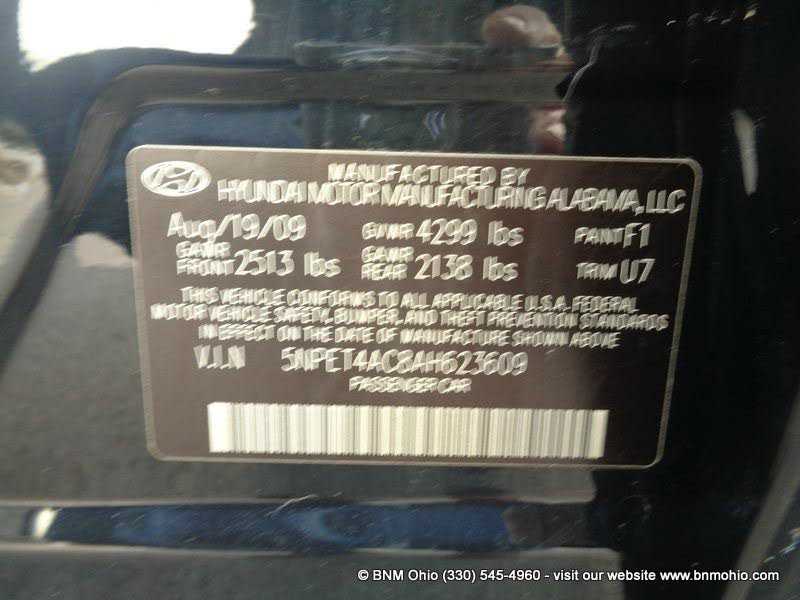 MANUFACTURED BY
HYUNDAI MOTOR MANUFACTURING ALABAMA, LLC
Aug/19/09 GVWR 4299 lbs PAINT F1
GAWR FRONT 2513 lbs GAWR REAR 2138 lbs TRIM U7
THIS VEHICLE CONFORMS TO ALL APPLICABLE U.S.A. FEDERAL
MOTOR VEHICLE SAFETY, BUMPER, AND THEFT PREVENTION STANDARDS
IN EFFECT ON THE DATE OF MANUFACTURE SHOWN ABOVE
V.I.N 5NPET4AC8AH623609
PASSENGER CAR
© BNM Ohio (330) 545-4960 - visit our website www.bnmohio.com